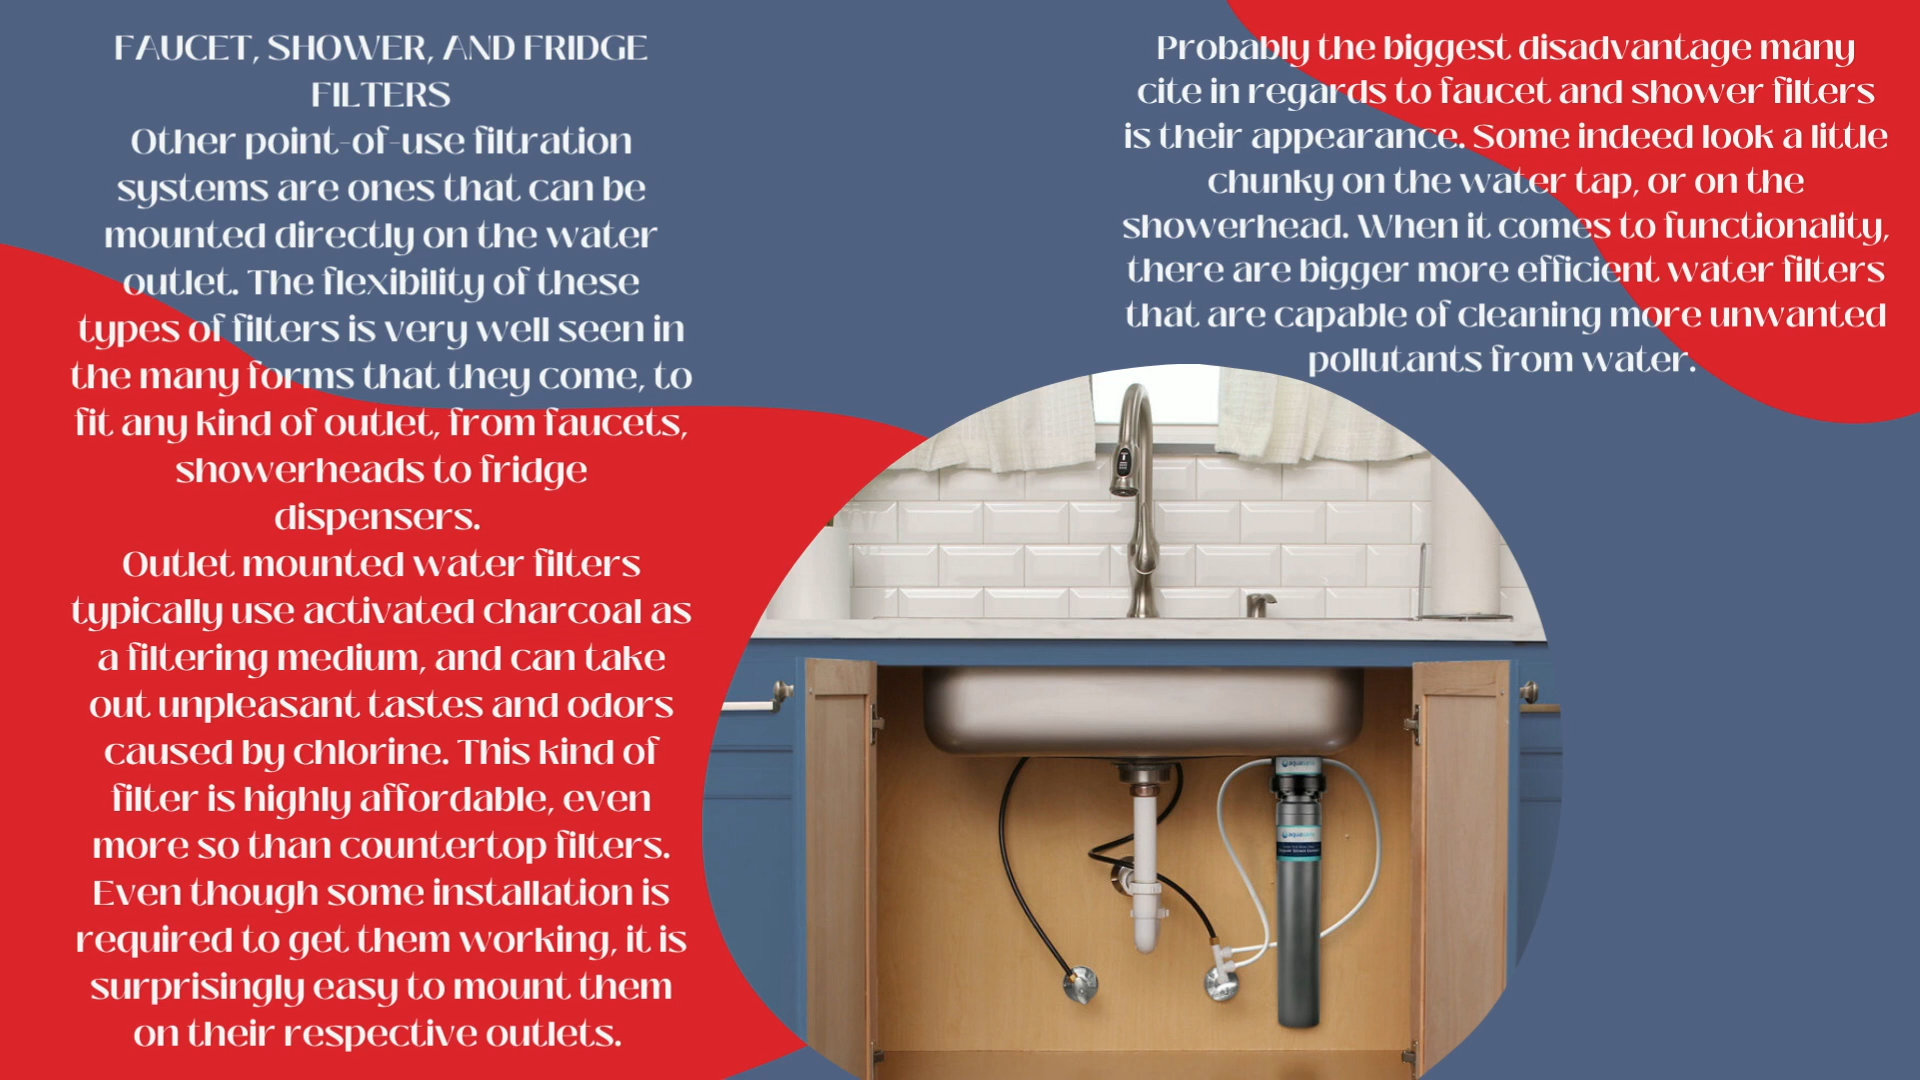 FAUCET, SHOWER, AND FRIDGE
FILTERS
Other point-of-use filtration
systems are ones that can be
mounted directly on the water
outlet. The flexibility of these
types of filters is very well seen in
the many forms that they come, to
fit any kind of outlet, from faucets,
showerheads to fridge
dispensers.
Outlet mounted water filters
typically use activated charcoal as
a filtering medium, and can take
out unpleasant tastes and odors
caused by chlorine. This kind of
filter is highly affordable, even
more so than countertop filters.
Even though some installation is
required to get them working, it is
surprisingly easy to mount them
on their respective outlets.
Probably the biggest disadvantage many
cite in regards to faucet and shower filters
is their appearance. Some indeed look a little
chunky on the water tap, or on the
showerhead. When it comes to functionality,
there are bigger more efficient water filters
that are capable of cleaning more unwanted
pollutants from water.